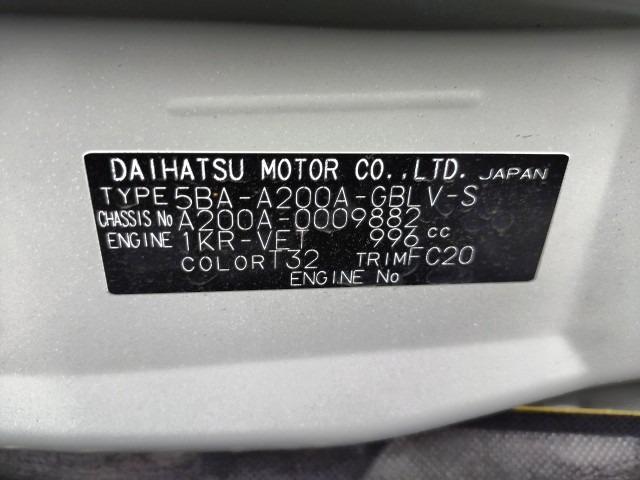 DAIHATSU MOTOR CO.,LTD. JAPAN
TYPE 5BA-A200A-GBLV-S
CHASSIS No A200A-0009882
ENGINE 1KR-VET 996 cc
COLOR T32 TRIM FC20
ENGINE No